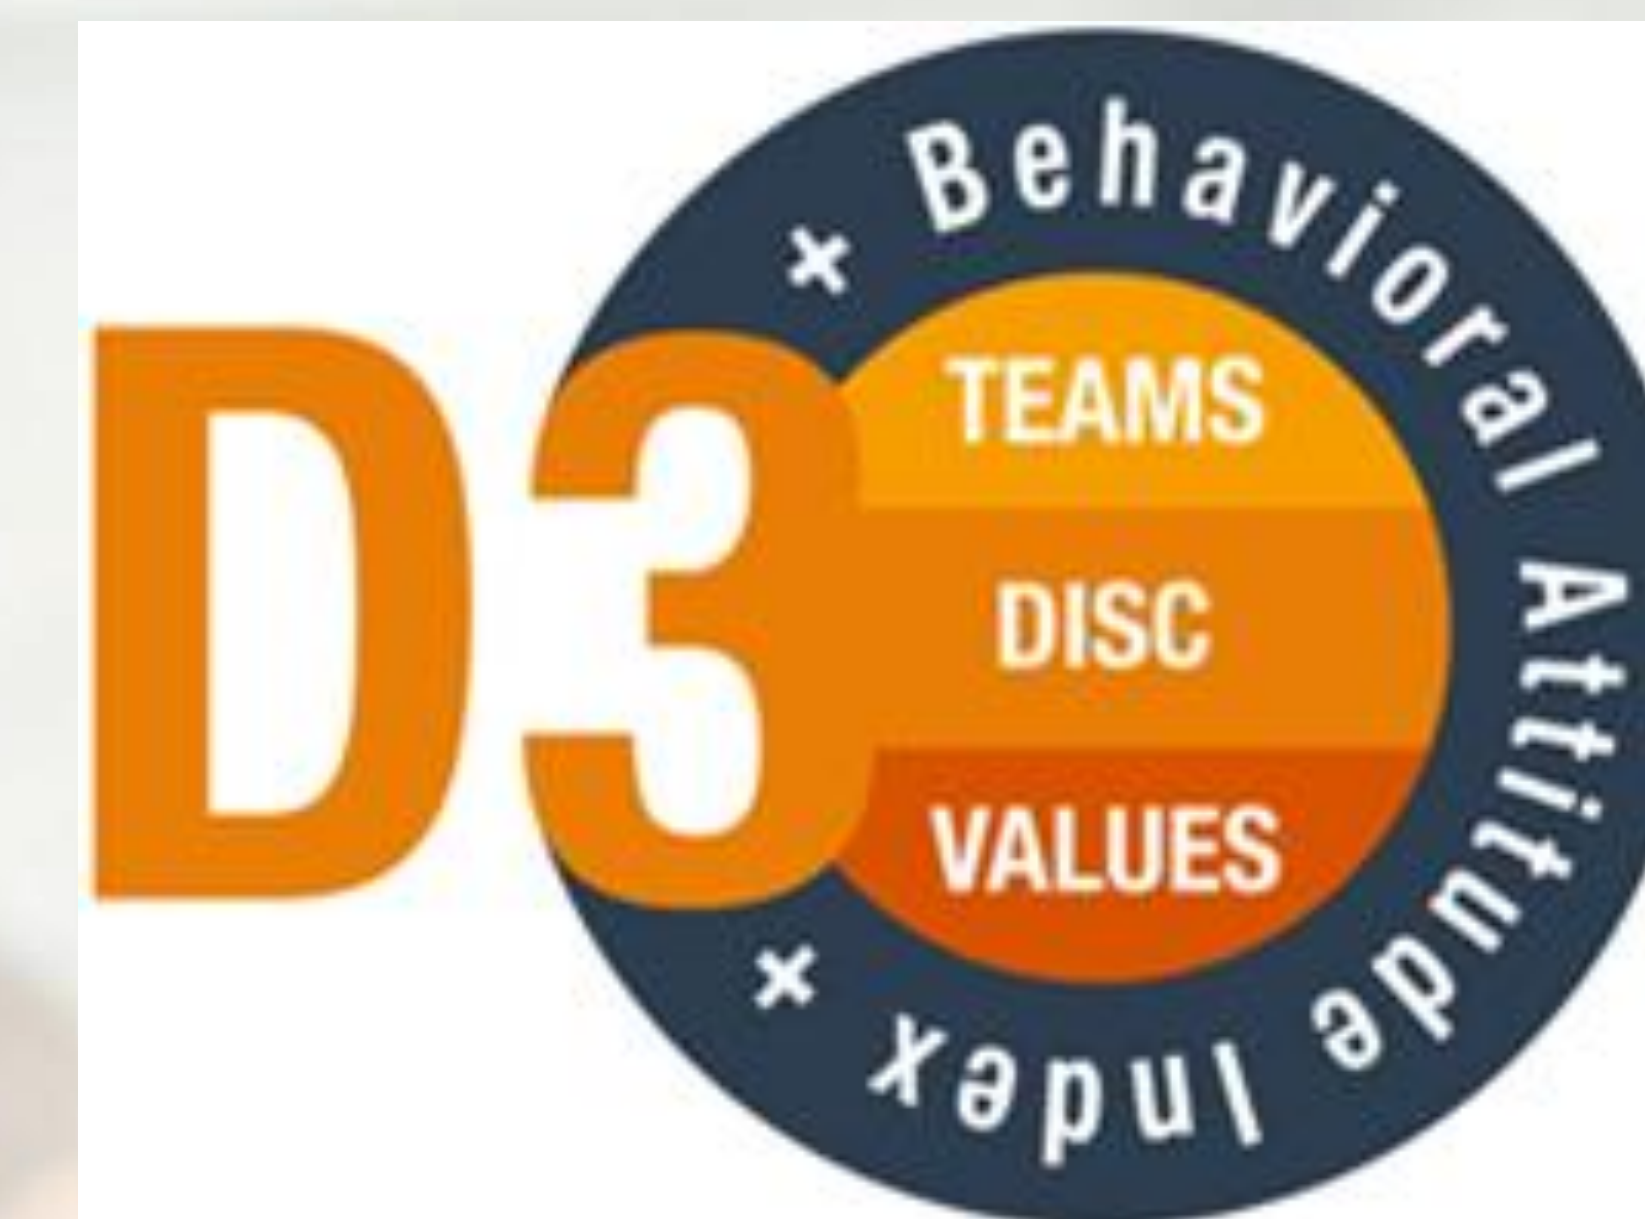 D3
+ Behavioral Attitude Index +
TEAMS
DISC
VALUES